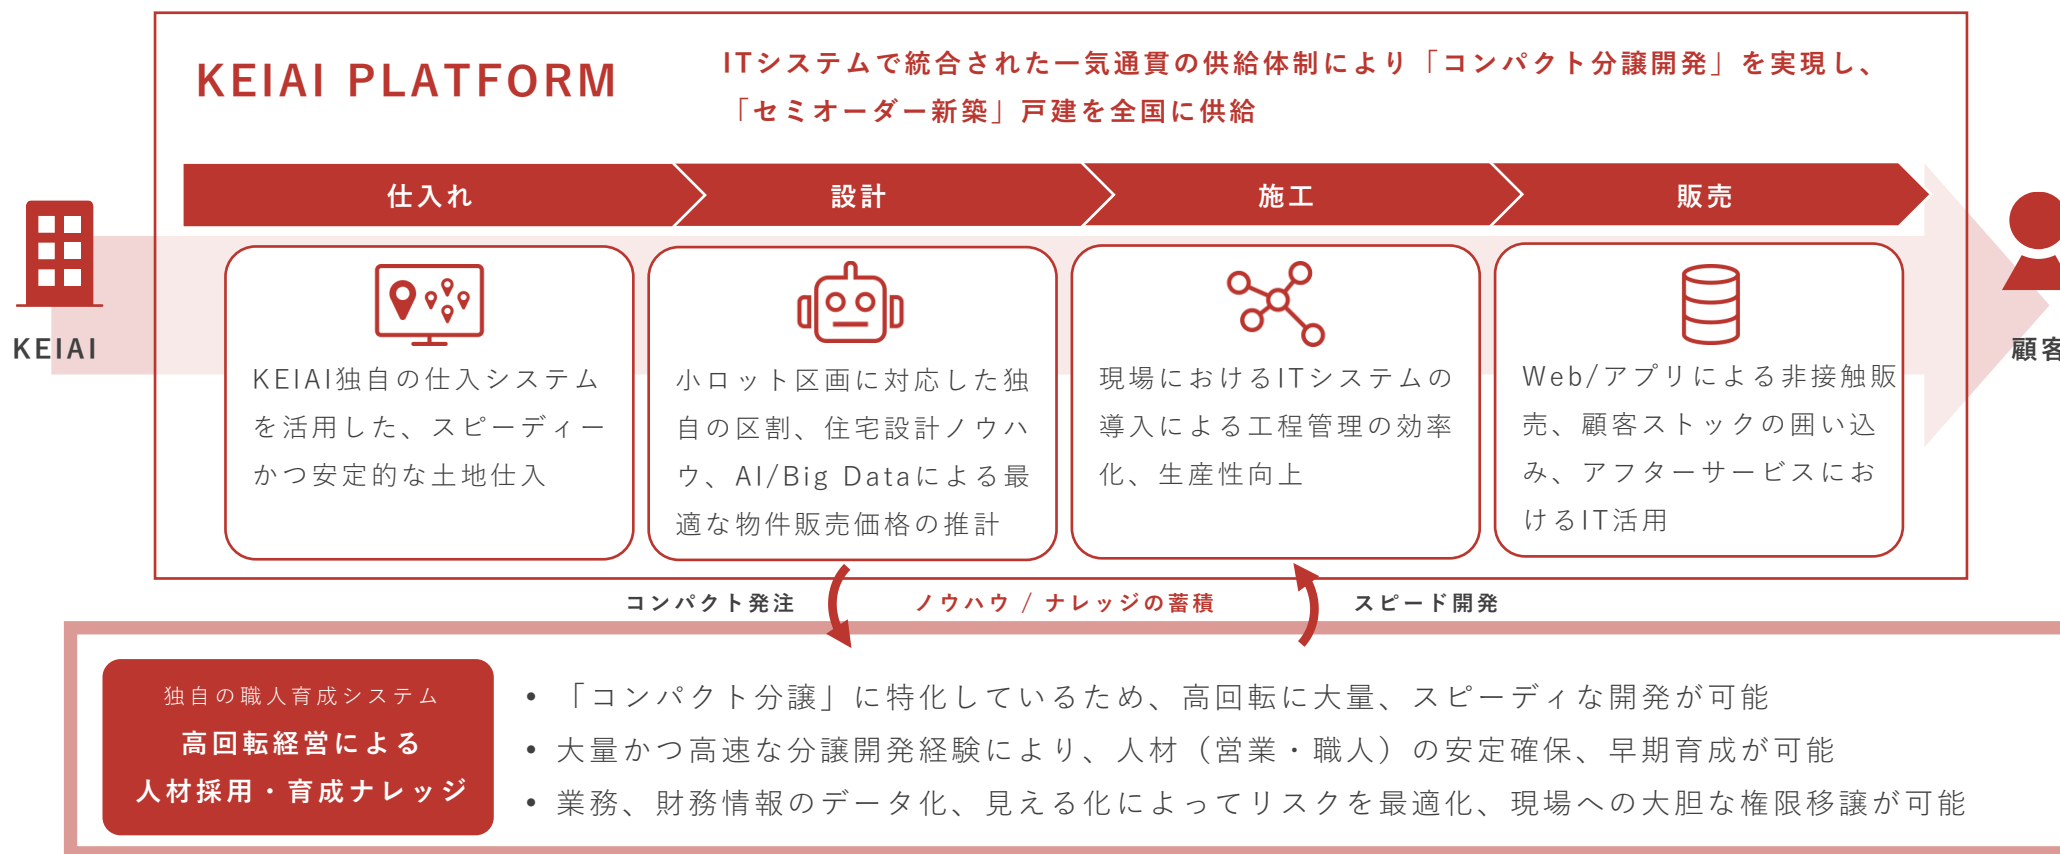 KEIAI PLATFORM
ITシステムで統合された一気通貫の供給体制により「コンパクト分譲開発」を実現し、
「セミオーダー新築」戸建を全国に供給
仕入れ
設計
施工
販売
KEIAI
顧客
KEIAI独自の仕入システム
を活用した、スピーディー
かつ安定的な土地仕入
小ロット区画に対応した独
自の区割、住宅設計ノウハ
ウ、AI/Big Dataによる最
適な物件販売価格の推計
現場におけるITシステムの
導入による工程管理の効率
化、生産性向上
Web/アプリによる非接触販
売、顧客ストックの囲い込
み、アフターサービスにお
けるIT活用
コンパクト発注
ノウハウ / ナレッジの蓄積
スピード開発
独自の職人育成システム
高回転経営による
人材採用・育成ナレッジ
• 「コンパクト分譲」に特化しているため、高回転に大量、スピーディな開発が可能
• 大量かつ高速な分譲開発経験により、人材（営業・職人）の安定確保、早期育成が可能
• 業務、財務情報のデータ化、見える化によってリスクを最適化、現場への大胆な権限移譲が可能